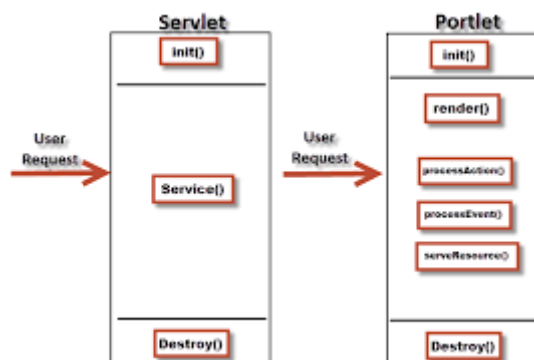 Servlet
init()
User
Request
Service()
Destroy()
Portlet
init()
render()
User
Request
processAction()
processEvent()
serveResource()
Destroy()